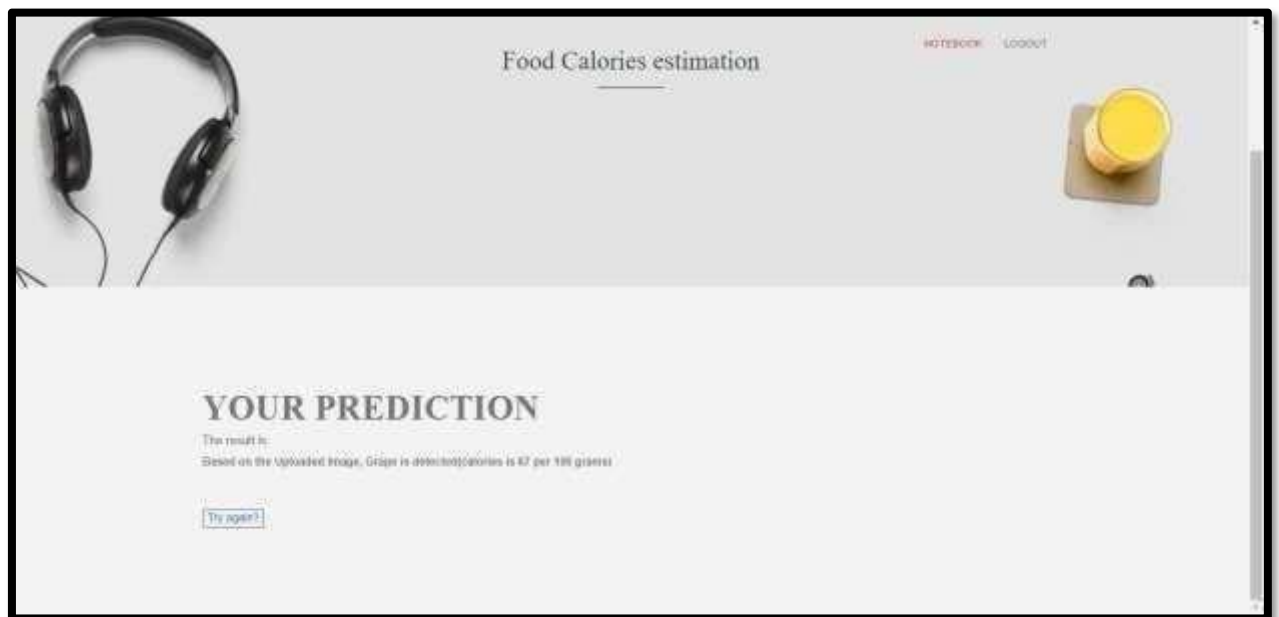 NOTEBOOK LOGOUT
Food Calories estimation
YOUR PREDICTION
The result is
Based on the Uploaded Image, Grape is detected(calories is 67 per 100 grams
Try again?